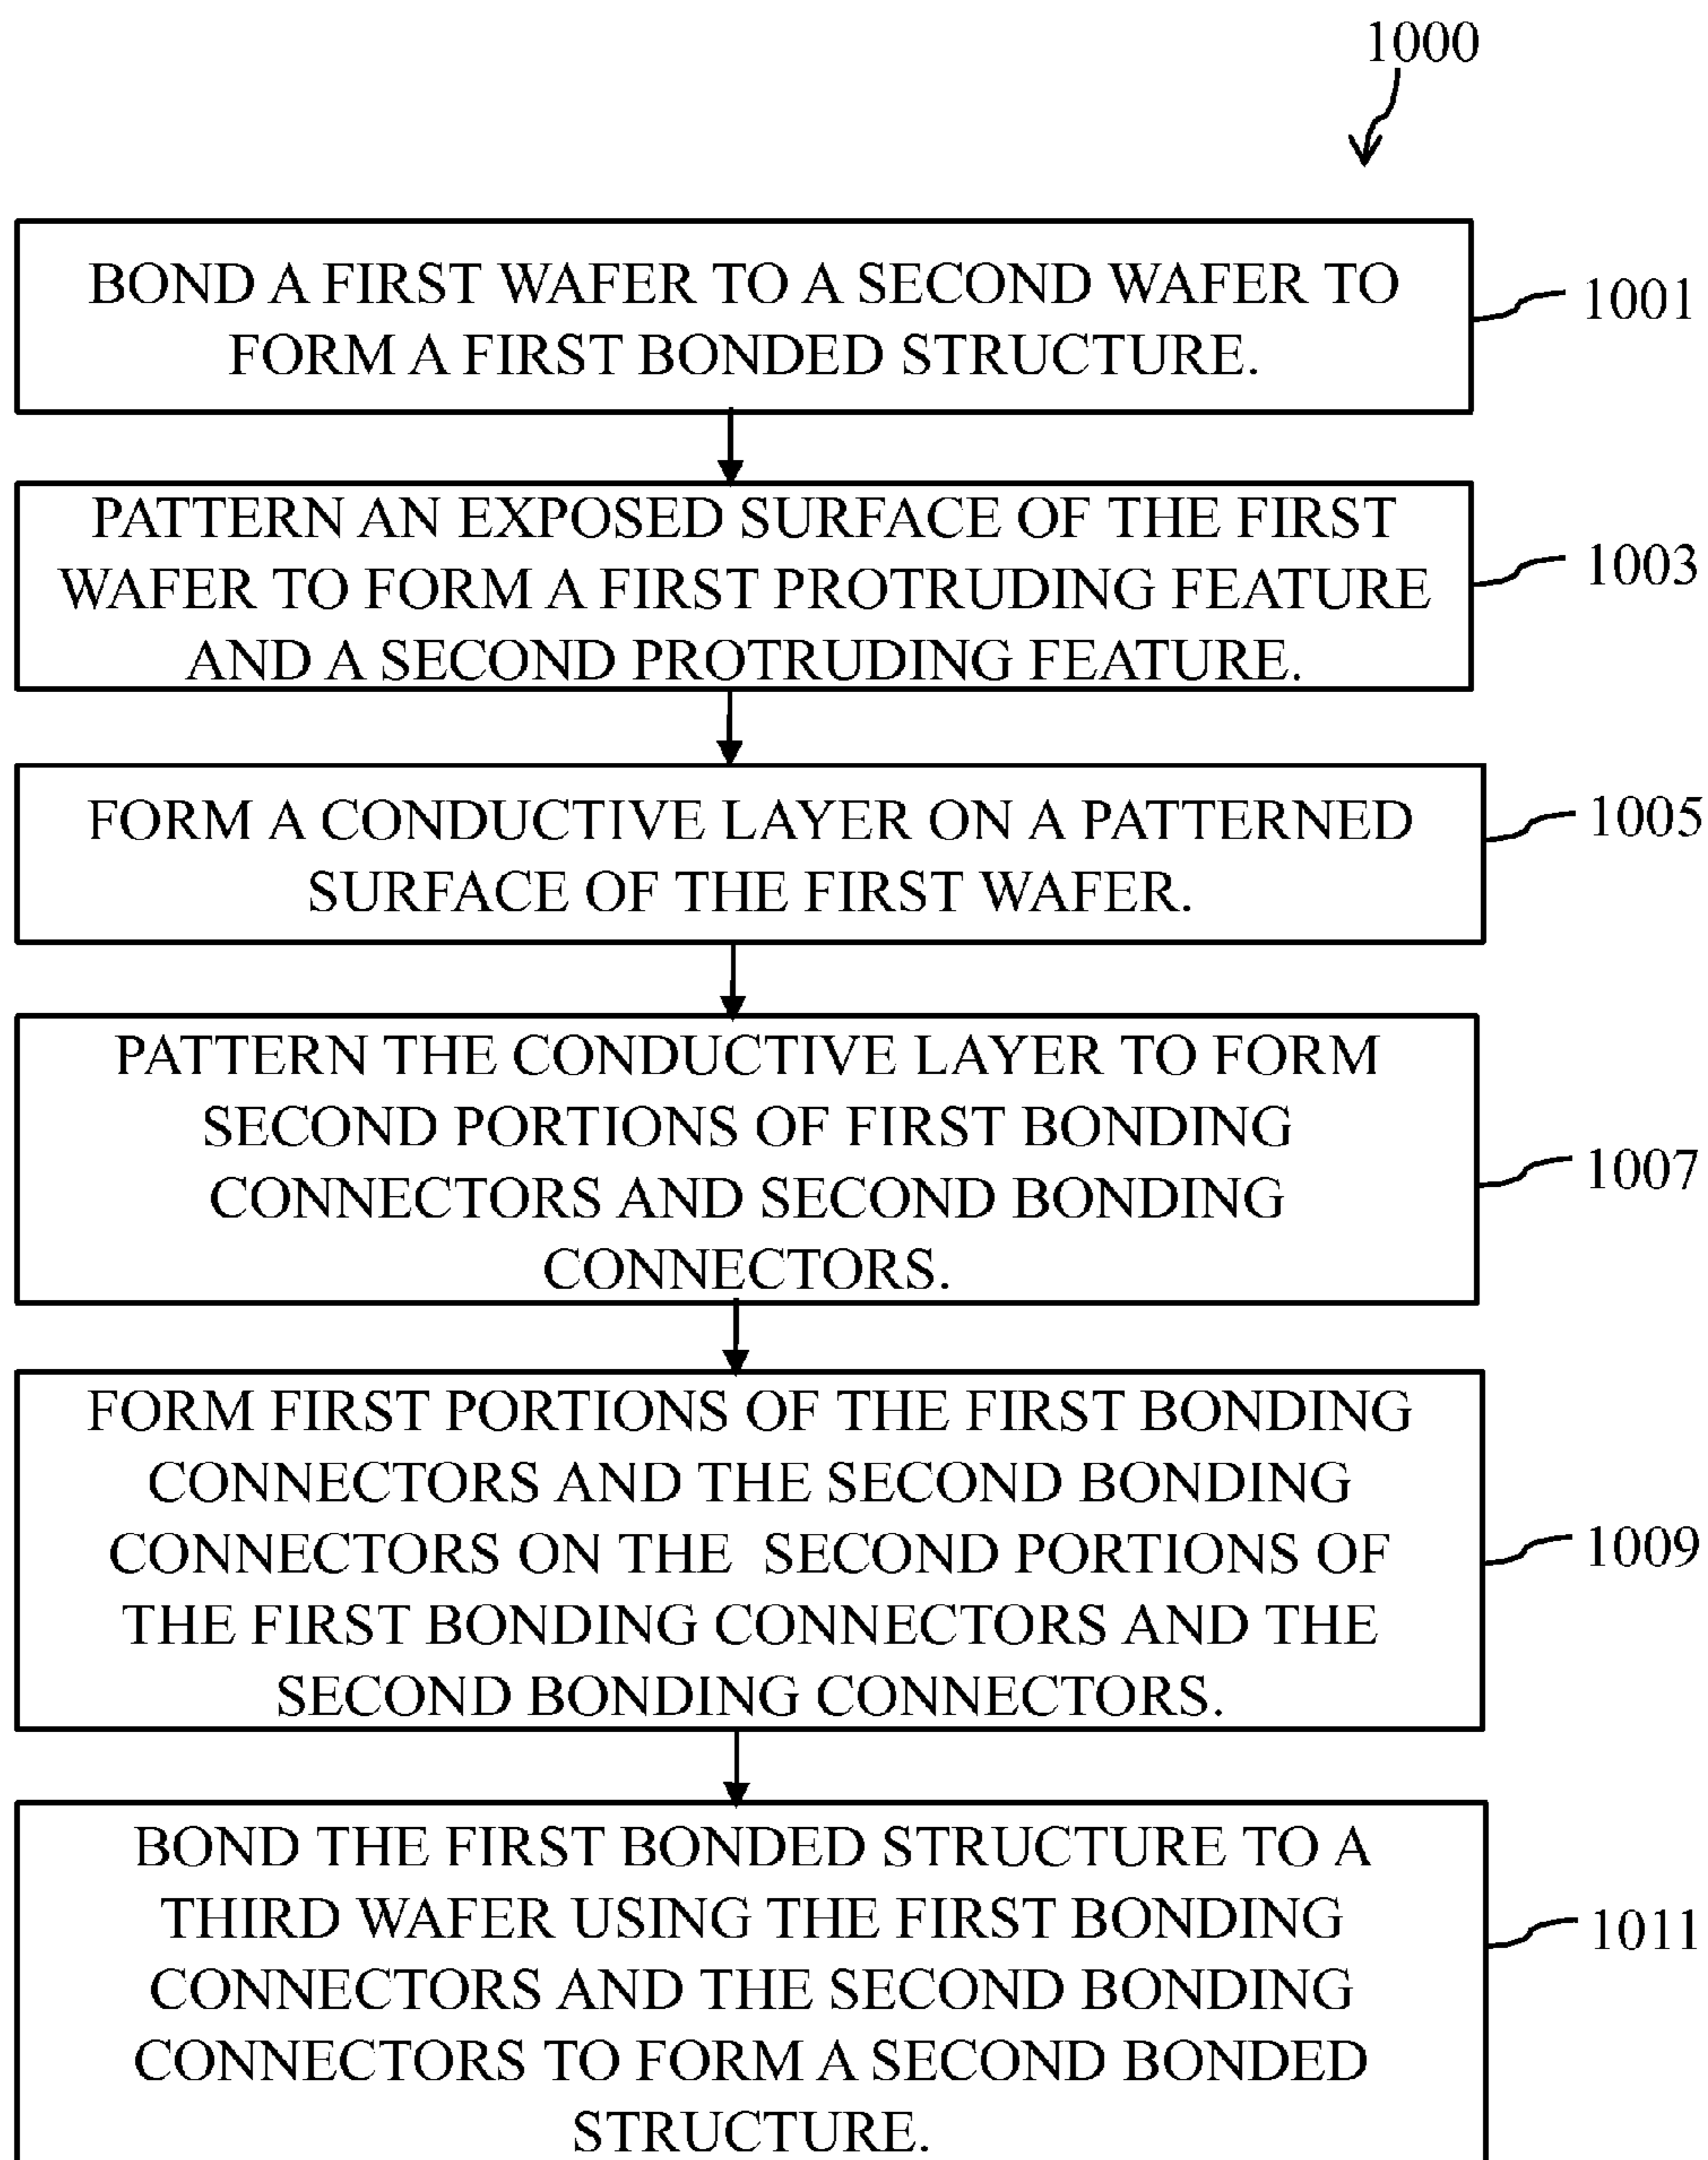 1000
BOND A FIRST WAFER TO A SECOND WAFER TO
FORM A FIRST BONDED STRUCTURE.
1001
PATTERN AN EXPOSED SURFACE OF THE FIRST
WAFER TO FORM A FIRST PROTRUDING FEATURE
AND A SECOND PROTRUDING FEATURE.
1003
FORM A CONDUCTIVE LAYER ON A PATTERNED
SURFACE OF THE FIRST WAFER.
1005
PATTERN THE CONDUCTIVE LAYER TO FORM
SECOND PORTIONS OF FIRST BONDING
CONNECTORS AND SECOND BONDING
CONNECTORS.
1007
FORM FIRST PORTIONS OF THE FIRST BONDING
CONNECTORS AND THE SECOND BONDING
CONNECTORS ON THE SECOND PORTIONS OF
THE FIRST BONDING CONNECTORS AND THE
SECOND BONDING CONNECTORS.
1009
BOND THE FIRST BONDED STRUCTURE TO A
THIRD WAFER USING THE FIRST BONDING
CONNECTORS AND THE SECOND BONDING
CONNECTORS TO FORM A SECOND BONDED
STRUCTURE.
1011